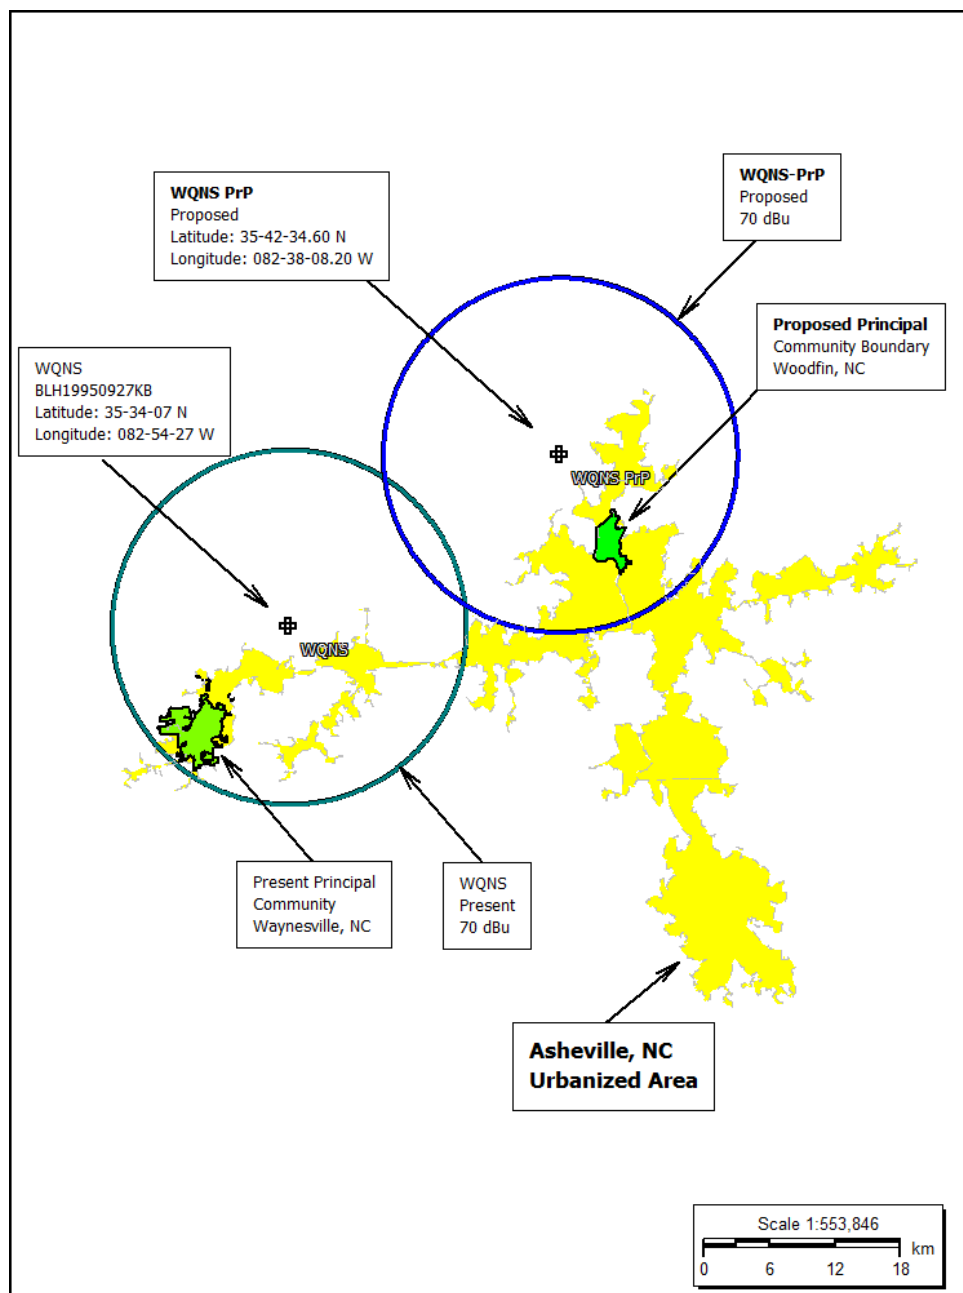 WQNS-PrP
Proposed
70 dBu
WQNS PrP
Proposed
Latitude: 35-42-34.60 N
Longitude: 082-38-08.20 W
Proposed Principal
Community Boundary
Woodfin, NC
WQNS
BLH19950927KB
Latitude: 35-34-07 N
Longitude: 082-54-27 W
WQNS PrP
WQNS
Present Principal
Community
Waynesville, NC
WQNS
Present
70 dBu
Asheville, NC
Urbanized Area
Scale 1:553,846
km
0 6 12 18